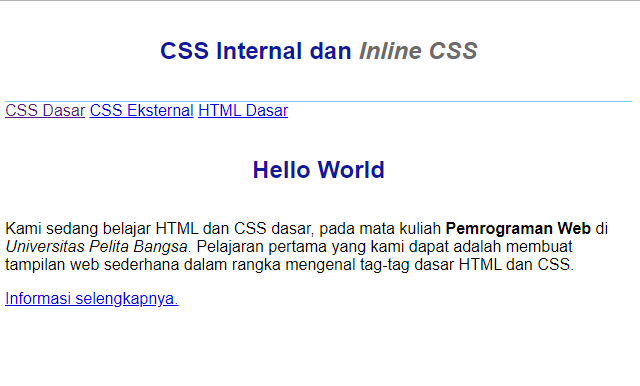 CSS Internal dan Inline CSS
CSS Dasar CSS Eksternal HTML Dasar
Hello World
Kami sedang belajar HTML dan CSS dasar, pada mata kuliah Pemrograman Web di
Universitas Pelita Bangsa. Pelajaran pertama yang kami dapat adalah membuat
tampilan web sederhana dalam rangka mengenal tag-tag dasar HTML dan CSS.
Informasi selengkapnya.